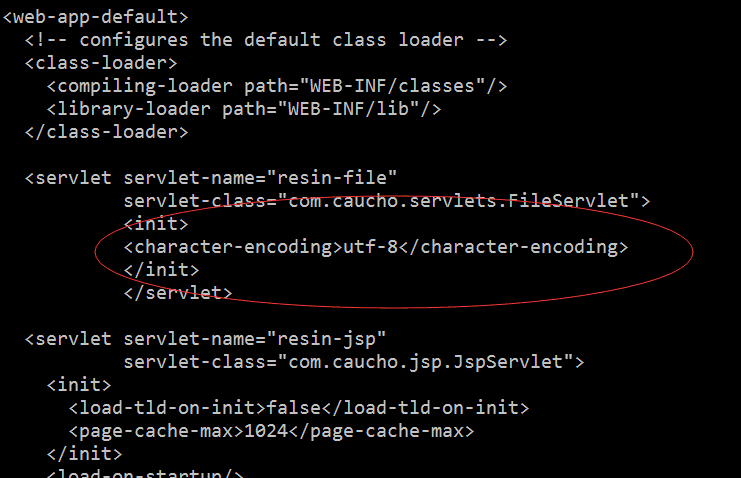 <web-app-default>
<!-- configures the default class loader -->
<class-loader>
<compiling-loader path="WEB-INF/classes"/>
<library-loader path="WEB-INF/lib"/>
</class-loader>
<servlet servlet-name="resin-file"
servlet-class="com.caucho.servlets.FileServlet">
<init>
<character-encoding>utf-8</character-encoding>
</init>
</servlet>
<servlet servlet-name="resin-jsp"
servlet-class="com.caucho.jsp.JspServlet">
<init>
<load-tld-on-init>false</load-tld-on-init>
<page-cache-max>1024</page-cache-max>
</init>
<load-on-startup/>